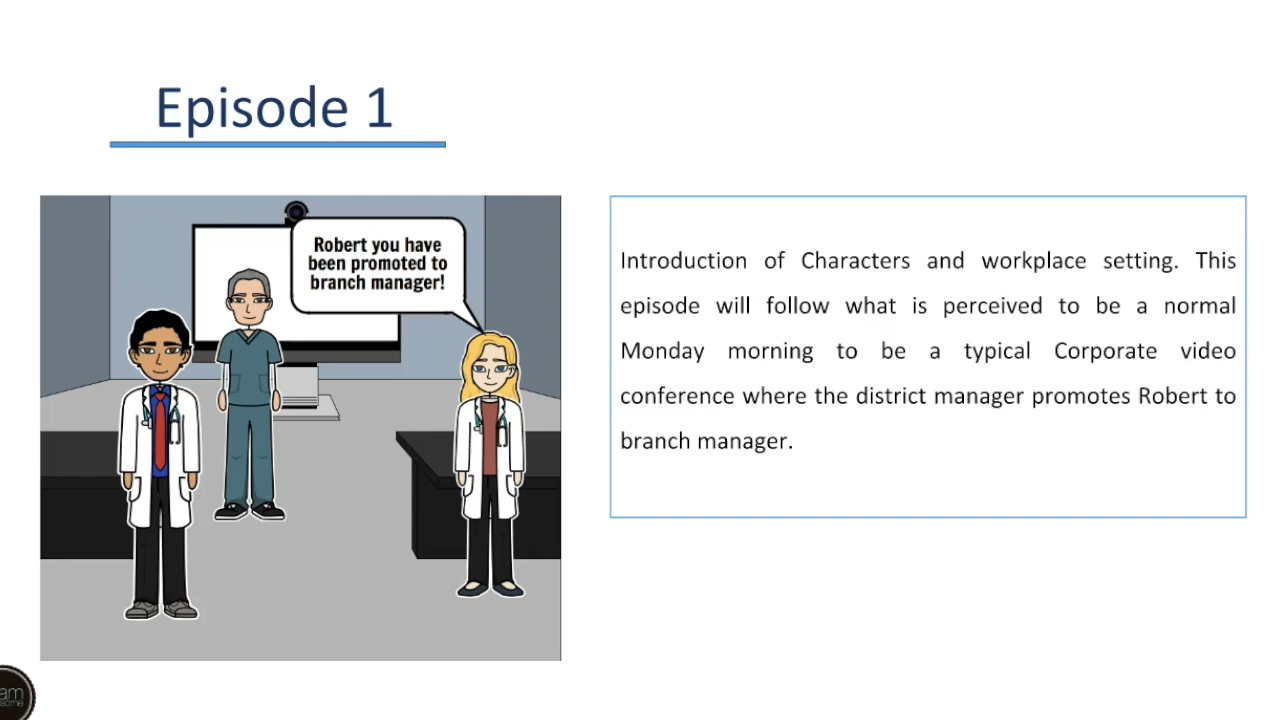 Episode 1
Robert you have
been promoted to
branch manager!
Introduction of Characters and workplace setting. This
episode will follow what is perceived to be a normal
Monday morning to be a typical Corporate video
conference where the district manager promotes Robert to
branch manager.
am
some